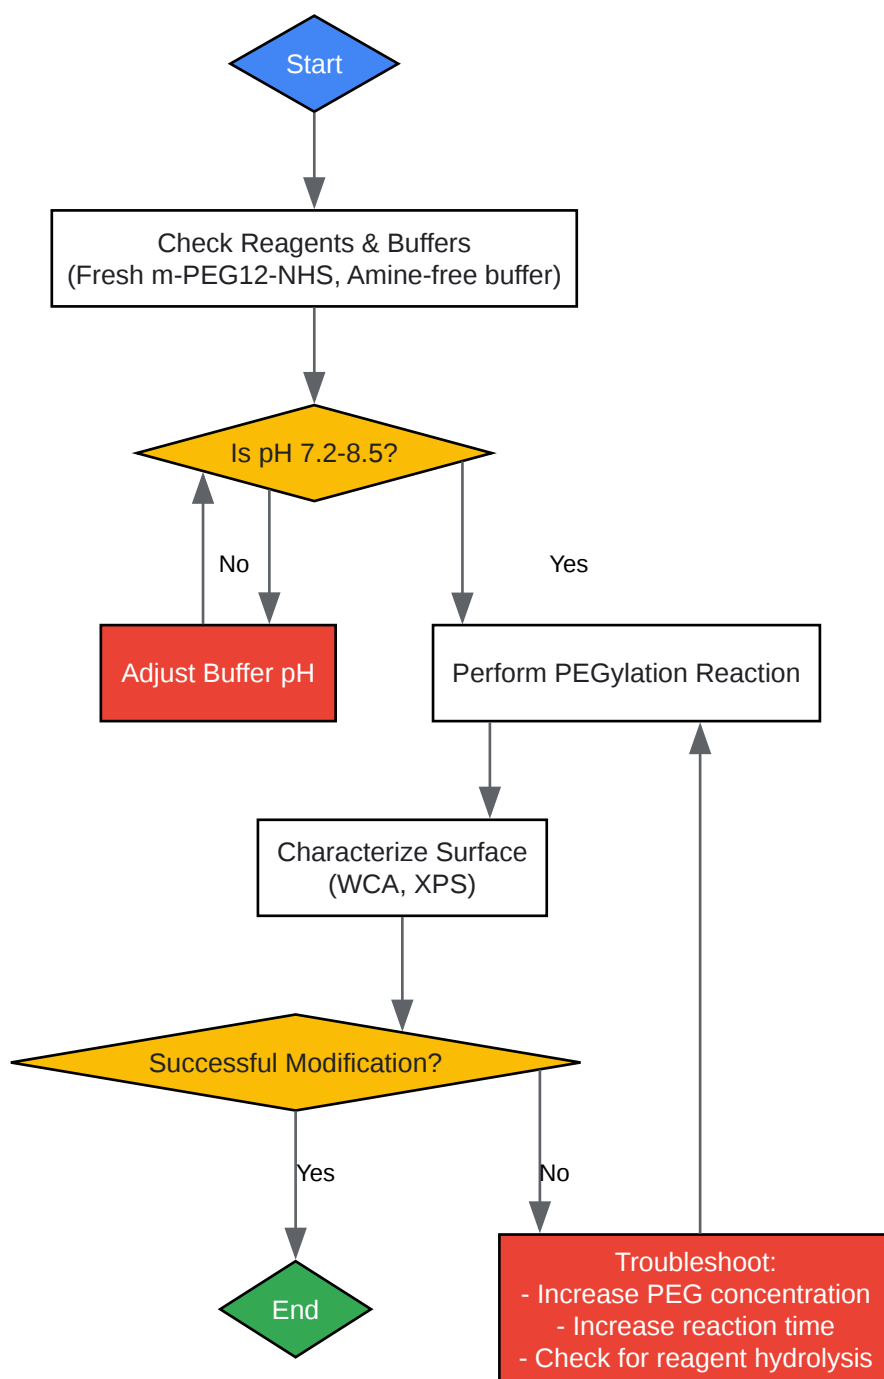 Start
Check Reagents & Buffers
(Fresh m-PEG12-NHS, Amine-free buffer)
Is pH 7.2-8.5?
No
Yes
Adjust Buffer pH
Perform PEGylation Reaction
Characterize Surface
(WCA, XPS)
Successful Modification?
Yes
No
End
Troubleshoot:
- Increase PEG concentration
- Increase reaction time
- Check for reagent hydrolysis